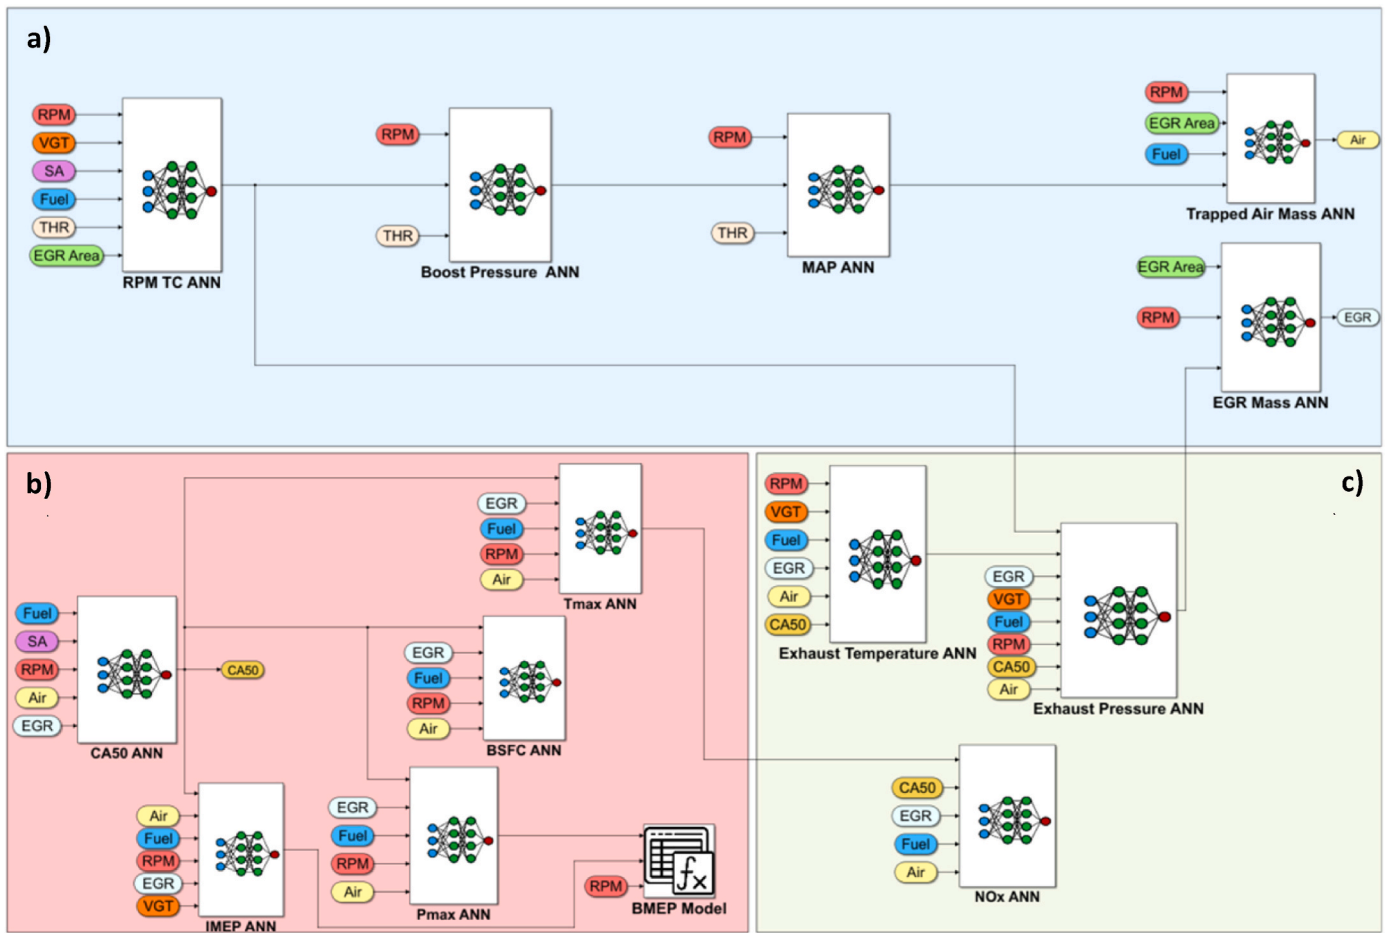 a)
RPM
VGT
SA
Fuel
THR
EGR Area
RPM TC ANN
RPM
THR
Boost Pressure ANN
RPM
THR
MAP ANN
RPM
EGR Area
Fuel
Air
Trapped Air Mass ANN
EGR Area
RPM
EGR
EGR Mass ANN
b)
EGR
Fuel
RPM
Air
Tmax ANN
Fuel
SA
RPM
Air
EGR
CA50
CA50 ANN
EGR
Fuel
RPM
Air
BSFC ANN
Air
Fuel
RPM
EGR
VGT
IMEP ANN
EGR
Fuel
RPM
Air
Pmax ANN
RPM
fx
BMEP Model
c)
RPM
VGT
Fuel
EGR
Air
CA50
Exhaust Temperature ANN
EGR
VGT
Fuel
RPM
CA50
Air
Exhaust Pressure ANN
CA50
EGR
Fuel
Air
NOx ANN